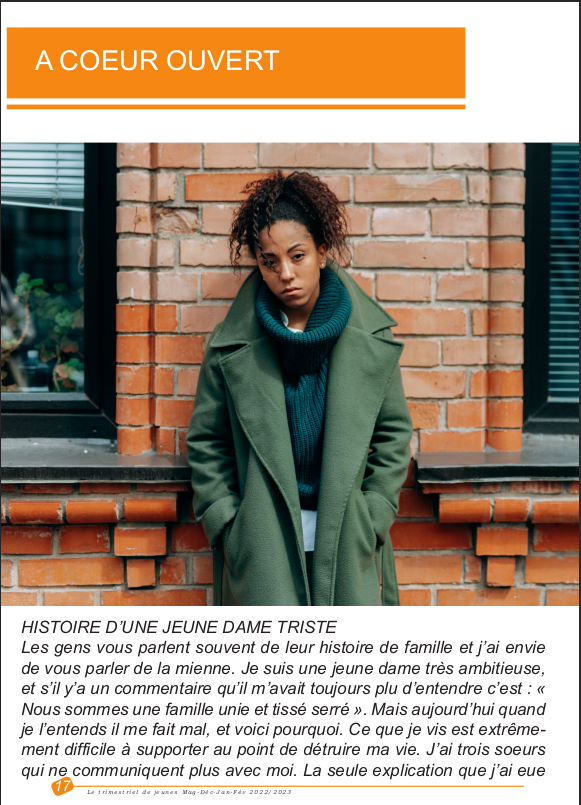 A COEUR OUVERT
HISTOIRE D’UNE JEUNE DAME TRISTE
Les gens vous parlent souvent de leur histoire de famille et j’ai envie
de vous parler de la mienne. Je suis une jeune dame très ambitieuse,
et s’il y’a un commentaire qu’il m’avait toujours plu d’entendre c’est : «
Nous sommes une famille unie et tissé serré ». Mais aujourd’hui quand
je l’entends il me fait mal, et voici pourquoi. Ce que je vis est extrême-
ment difficile à supporter au point de détruire ma vie. J’ai trois soeurs
qui ne communiquent plus avec moi. La seule explication que j’ai eue
17 Le trimestriel de jeunes Mag-Déc-Jan-Fév 2022/2023